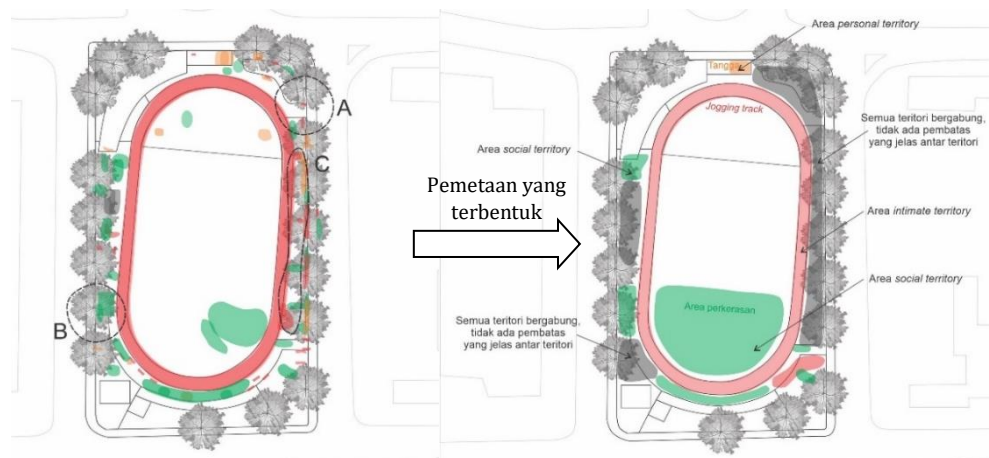 A
C
B
Pemetaan yang
terbentuk
Area personal territory
Tangga
Jogging track
Semua teritori bergabung,
tidak ada pembatas
yang jelas antar teritori
Area social territory
Area intimate territory
Area social territory
Area perkerasan
Semua teritori bergabung,
tidak ada pembatas
yang jelas antar teritori